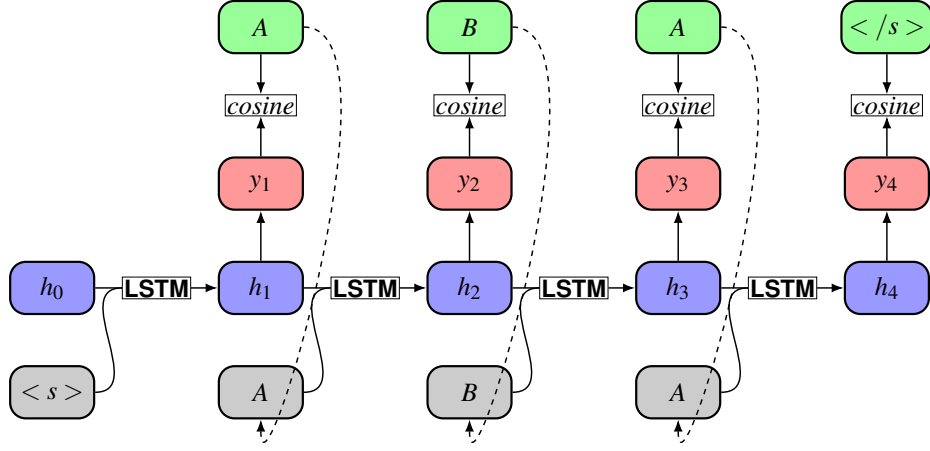 A B A < /s >
cosine cosine cosine cosine
y1 y2 y3 y4
h0 LSTM h1 LSTM h2 LSTM h3 LSTM h4
< s > A B A